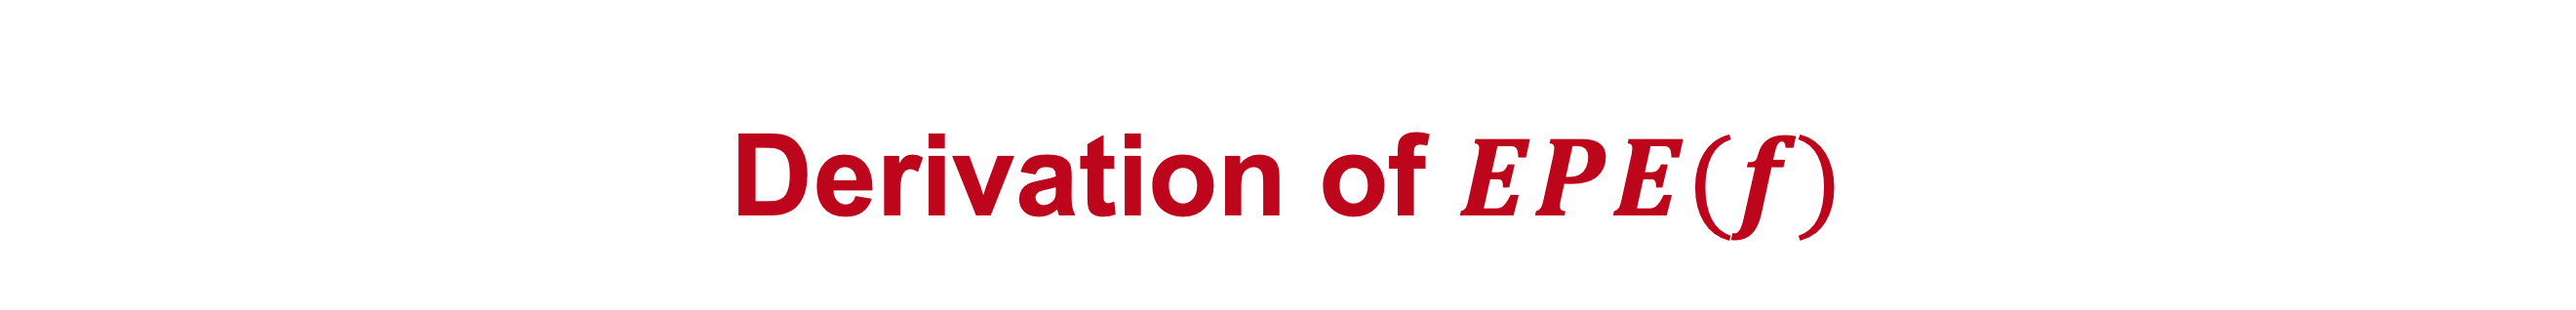 Derivation of EPE(f)